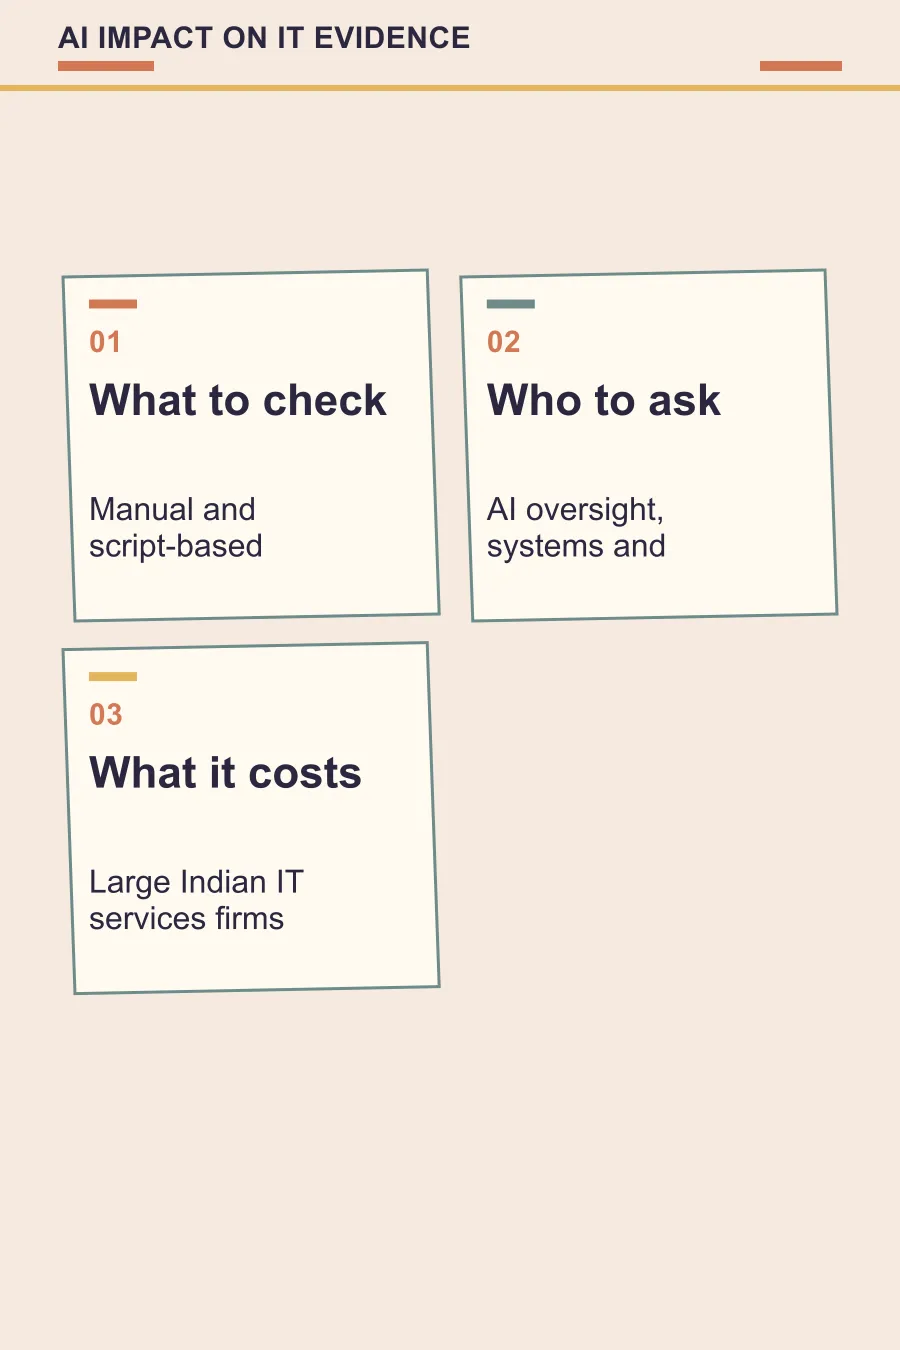 AI IMPACT ON IT EVIDENCE
01
What to check
Manual and
script-based
02
Who to ask
AI oversight,
systems and
03
What it costs
Large Indian IT
services firms